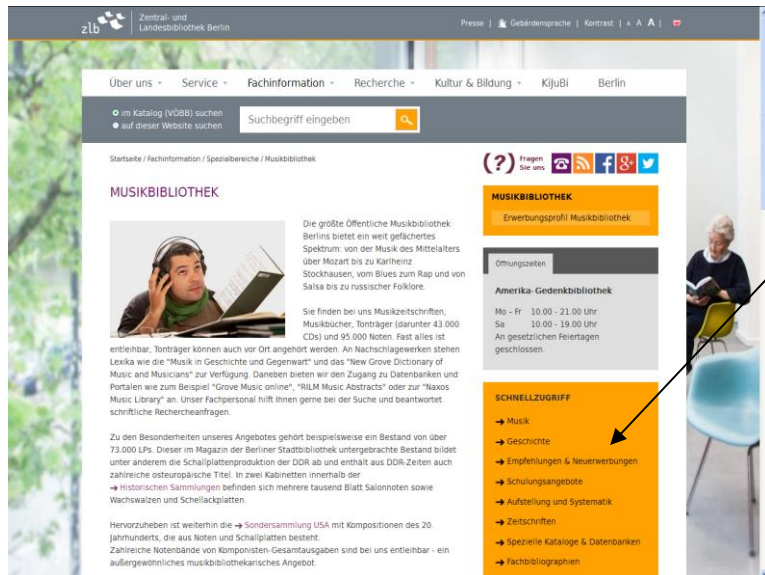 zlb
Zentral- und
Landesbibliothek Berlin
Presse | Gebärdensprache | Kontrast | A A A |
Über uns
Service
Fachinformation
Recherche
Kultur & Bildung
KiJuBi
Berlin
im Katalog (VÖBB) suchen
auf dieser Website suchen
Suchbegriff eingeben
Startseite / Fachinformation / Spezialbereiche / Musikbibliothek
(?) Fragen
Sie uns
f
g+
MUSIKBIBLIOTHEK
Die größte Öffentliche Musikbibliothek
Berlins bietet ein weit gefächertes
Spektrum: von der Musik des Mittelalters
über Mozart bis zu Karlheinz
Stockhausen, vom Blues zum Rap und von
Salsa bis zu russischer Folklore.
Sie finden bei uns Musikzeitschriften,
Musikbücher, Tonträger (darunter 43.000
CDs) und 95.000 Noten. Fast alles ist
entleihbar, Tonträger können auch vor Ort angehört werden. An Nachschlagewerken stehen
Lexika wie die "Musik in Geschichte und Gegenwart" und das "New Grove Dictionary of
Music and Musicians" zur Verfügung. Daneben bieten wir den Zugang zu Datenbanken und
Portalen wie zum Beispiel "Grove Music online", "RILM Music Abstracts" oder zur "Naxos
Music Library" an. Unser Fachpersonal hilft Ihnen gerne bei der Suche und beantwortet
schriftliche Rechercheanfragen.
Zu den Besonderheiten unseres Angebotes gehört beispielsweise ein Bestand von über
73.000 LPs. Dieser im Magazin der Berliner Stadtbibliothek untergebrachte Bestand bildet
unter anderem die Schallplattenproduktion der DDR ab und enthält aus DDR-Zeiten auch
zahlreiche osteuropäische Titel. In zwei Kabinetten innerhalb der
→ Historischen Sammlungen befinden sich mehrere tausend Blatt Salonnoten sowie
Wachswalzen und Schellackplatten.
Hervorzuheben ist weiterhin die → Sondersammlung USA mit Kompositionen des 20.
Jahrhunderts, die aus Noten und Schallplatten besteht.
Zahlreiche Notenbände von Komponisten-Gesamtausgaben sind bei uns entleihbar - ein
außergewöhnliches musikbibliothekarisches Angebot.
MUSIKBIBLIOTHEK
Erwerbungsprofil Musikbibliothek
Öffnungszeiten
Amerika- Gedenkbibliothek
Mo - Fr 10.00 - 21.00 Uhr
Sa 10.00 - 19.00 Uhr
An gesetzlichen Feiertagen
geschlossen.
SCHNELLZUGRIFF
→ Musik
→ Geschichte
→ Empfehlungen & Neuerwerbungen
→ Schulungsangebote
→ Aufstellung und Systematik
→ Zeitschriften
→ Spezielle Kataloge & Datenbanken
→ Fachbibliographien